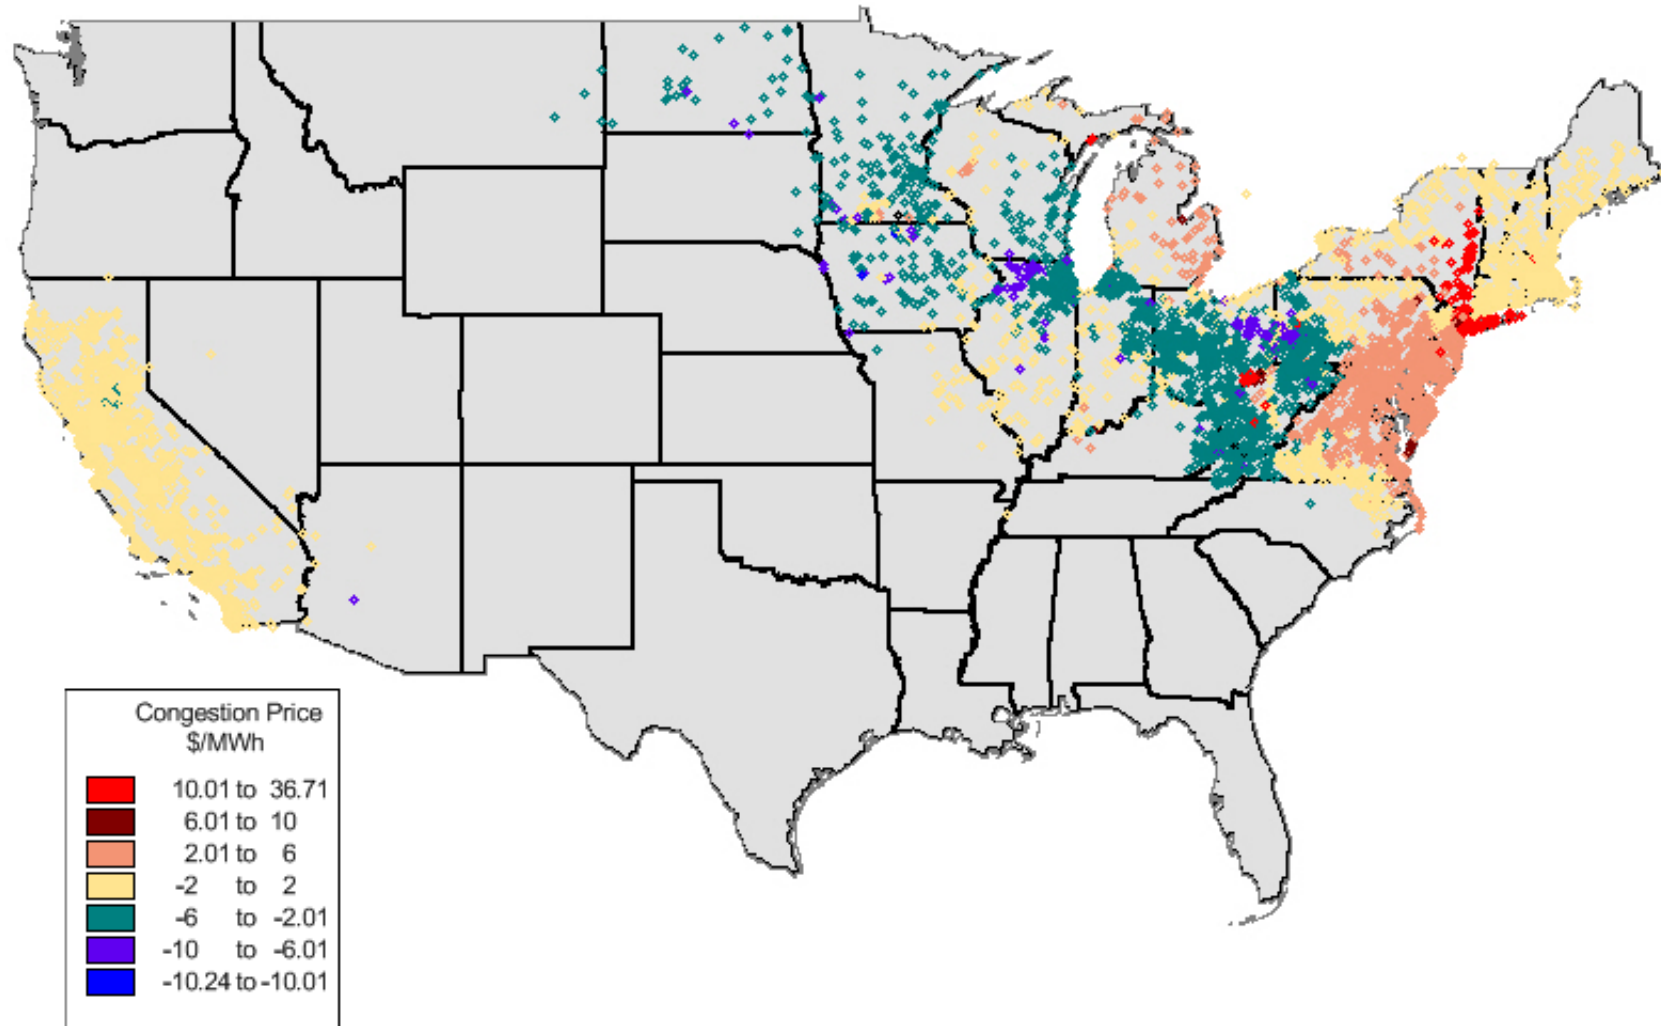 Congestion Price
$/MWh
10.01 to 36.71
6.01 to 10
2.01 to 6
-2 to 2
-6 to -2.01
-10 to -6.01
-10.24 to -10.01